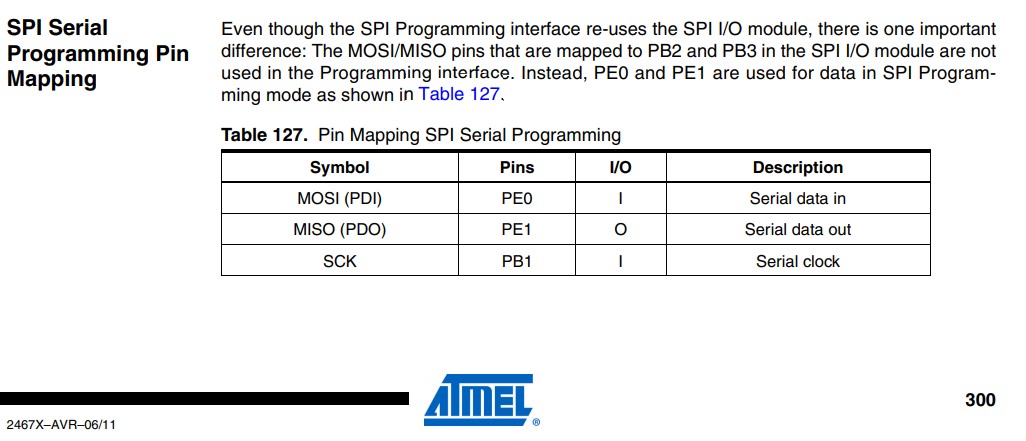 SPI Serial
Programming Pin
Mapping
Even though the SPI Programming interface re-uses the SPI I/O module, there is one important
difference: The MOSI/MISO pins that are mapped to PB2 and PB3 in the SPI I/O module are not
used in the Programming interface. Instead, PE0 and PE1 are used for data in SPI Program-
ming mode as shown in Table 127.
Table 127. Pin Mapping SPI Serial Programming
Symbol Pins I/O Description
MOSI (PDI) PE0 I Serial data in
MISO (PDO) PE1 O Serial data out
SCK PB1 I Serial clock
ATMEL ®
300
2467X–AVR–06/11